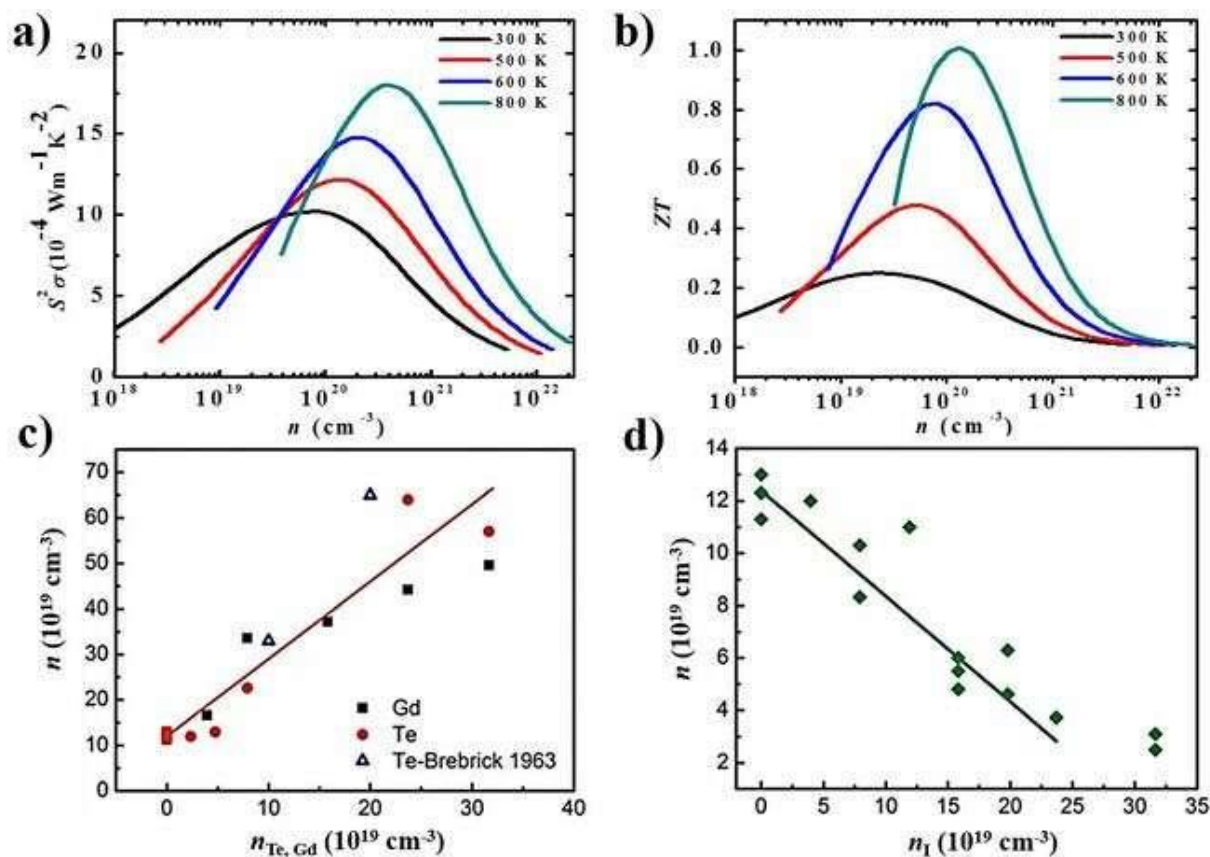 a)
300 K
500 K
600 K
800 K
20
15
10
5
0
S²σ (10⁻⁴ Wm⁻¹K⁻²)
10¹⁸ 10¹⁹ 10²⁰ 10²¹ 10²²
n (cm⁻³)
b)
300 K
500 K
600 K
800 K
1.0
0.8
0.6
0.4
0.2
0.0
ZT
10¹⁸ 10¹⁹ 10²⁰ 10²¹ 10²²
n (cm⁻³)
c)
70
60
50
40
30
20
10
0
n (10¹⁹ cm⁻³)
Gd
Te
Te-Brebrick 1963
0 10 20 30 40
n_Te, Gd (10¹⁹ cm⁻³)
d)
14
12
10
8
6
4
2
n (10¹⁹ cm⁻³)
0 5 10 15 20 25 30 35
n_I (10¹⁹ cm⁻³)